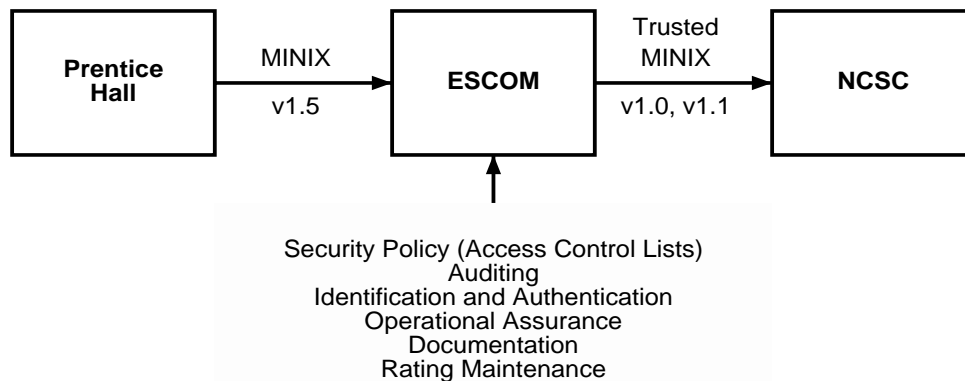 Prentice
Hall
MINIX
v1.5
ESCOM
Trusted
MINIX
v1.0, v1.1
NCSC
Security Policy (Access Control Lists)
Auditing
Identification and Authentication
Operational Assurance
Documentation
Rating Maintenance